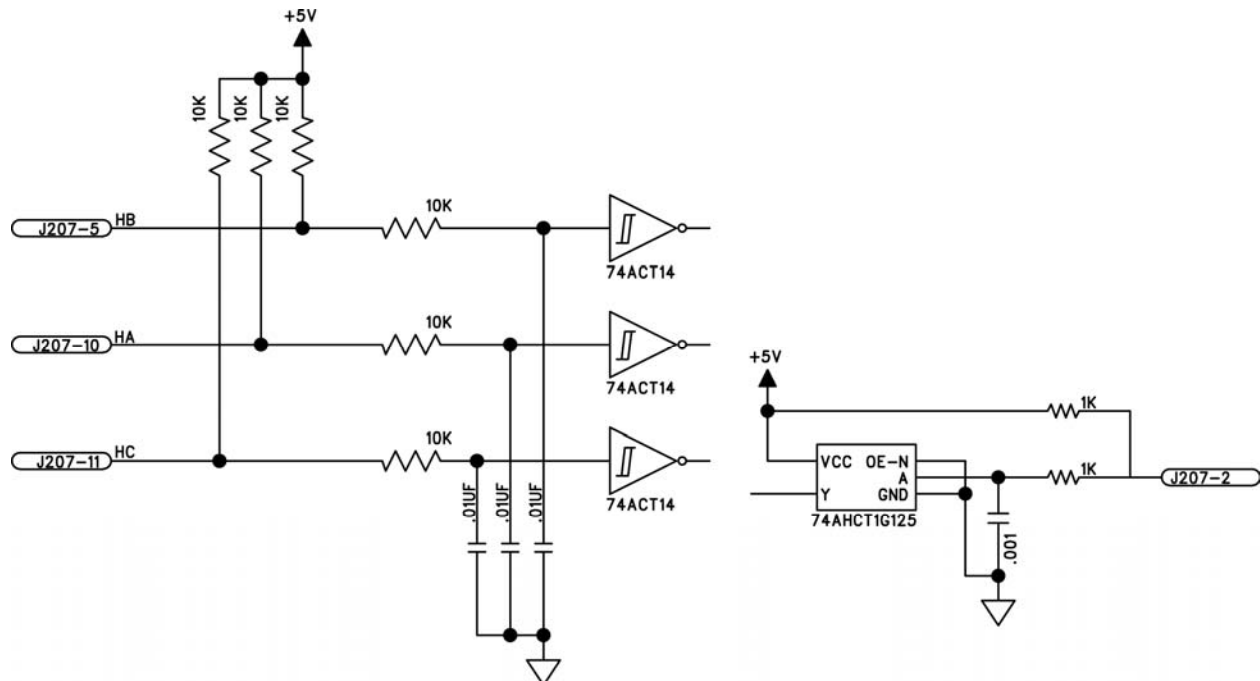 +5V
10K
10K
10K
J207-5
HB
10K
74ACT14
J207-10
HA
10K
74ACT14
J207-11
HC
10K
74ACT14
.01UF
.01UF
.01UF
+5V
1K
VCC OE-N
A
Y GND
74AHCT1G125
1K
J207-2
.001